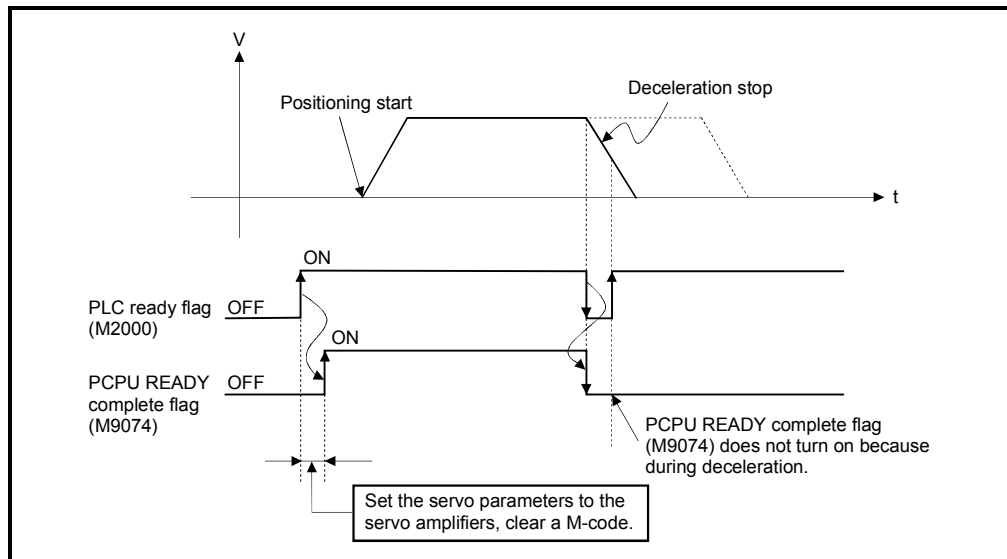 V
Deceleration stop
Positioning start
t
ON
PLC ready flag
(M2000)
OFF
ON
PCPU READY
complete flag
(M9074)
OFF
PCPU READY complete flag
(M9074) does not turn on because
during deceleration.
Set the servo parameters to the
servo amplifiers, clear a M-code.